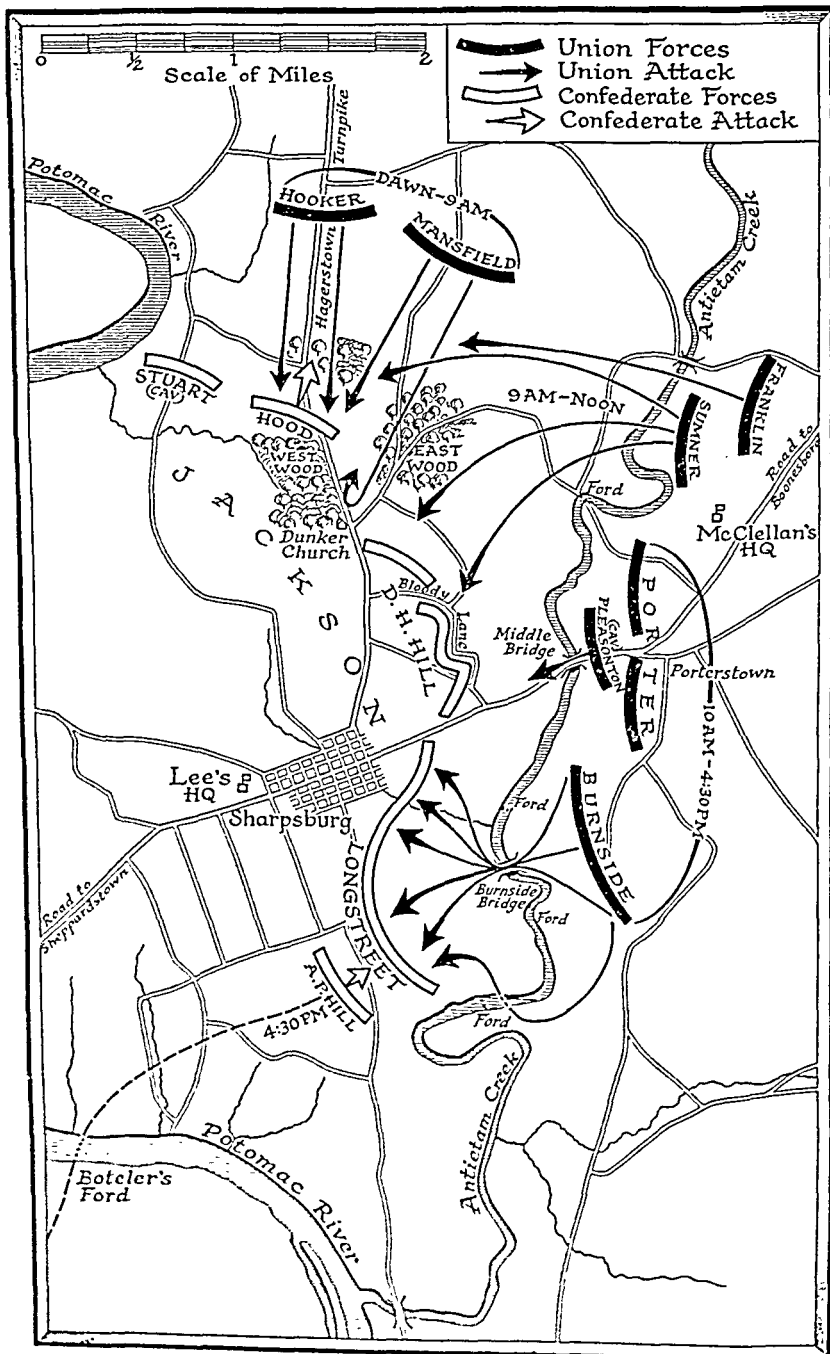 0 ½ 1 2
Scale of Miles
Union Forces
Union Attack
Confederate Forces
Confederate Attack
Potomac
River
Hagerstown Turnpike
HOOKER
DAWN-9AM
MANSFIELD
Antietam Creek
STUART
(CAV)
HOOD
WEST
WOOD
EAST
WOOD
9AM-NOON
SUMNER
FRANKLIN
Road to
Boonesboro
Ford
McClellan's
HQ
Dunker
Church
JACKSON
Bloody Lane
D. H. HILL
Middle
Bridge
PLEASONTON
(CAV)
PORTER
Porterstown
10AM-4:30PM
Lee's
HQ
Sharpsburg
Ford
BURNSIDE
LONGSTREET
Burnside
Bridge
Ford
Road to
Sheppardstown
A.P. HILL
4:30PM
Ford
Antietam Creek
Potomac River
Boteler's
Ford